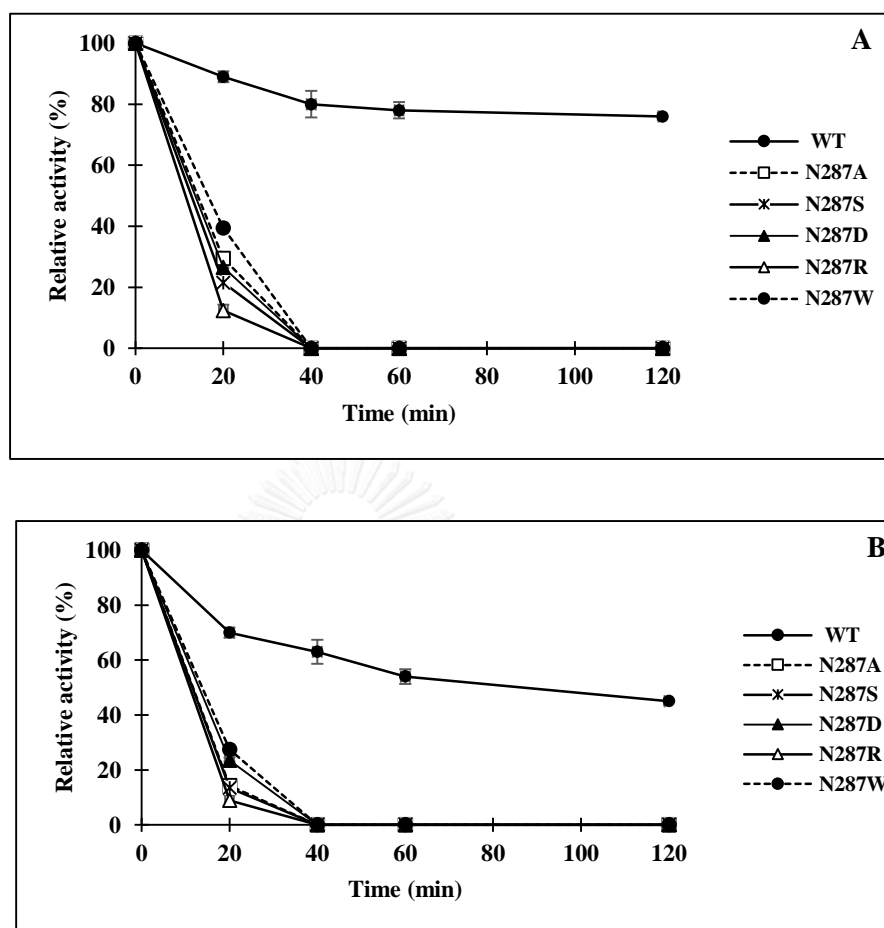 A
100
80
60
40
20
0
Relative activity (%)
0 20 40 60 80 100 120
Time (min)
WT
N287A
N287S
N287D
N287R
N287W
B
100
80
60
40
20
0
Relative activity (%)
0 20 40 60 80 100 120
Time (min)
WT
N287A
N287S
N287D
N287R
N287W